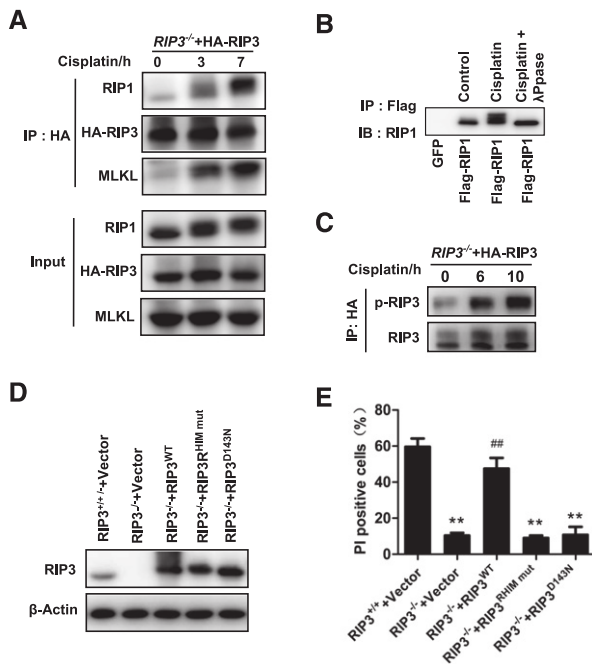 A
RIP3-/-+HA-RIP3
Cisplatin/h 0 3 7
IP : HA
RIP1
HA-RIP3
MLKL
Input
RIP1
HA-RIP3
MLKL
B
Control
Cisplatin
Cisplatin +
λPpase
IP : Flag
IB : RIP1
GFP
Flag-RIP1
Flag-RIP1
Flag-RIP1
C
RIP3-/-+HA-RIP3
Cisplatin/h 0 6 10
IP: HA
p-RIP3
RIP3
D
RIP3+/+/-+Vector
RIP3-/-+Vector
RIP3-/-+RIP3WT
RIP3-/-+RIP3RHIM mut
RIP3-/-+RIP3D143N
RIP3
β-Actin
E
PI positive cells (%)
80
60
40
20
0
**
##
**
**
RIP3+/++Vector
RIP3-/-+Vector
RIP3-/-+RIP3WT
RIP3-/-+RIP3RHIM mut
RIP3-/-+RIP3D143N